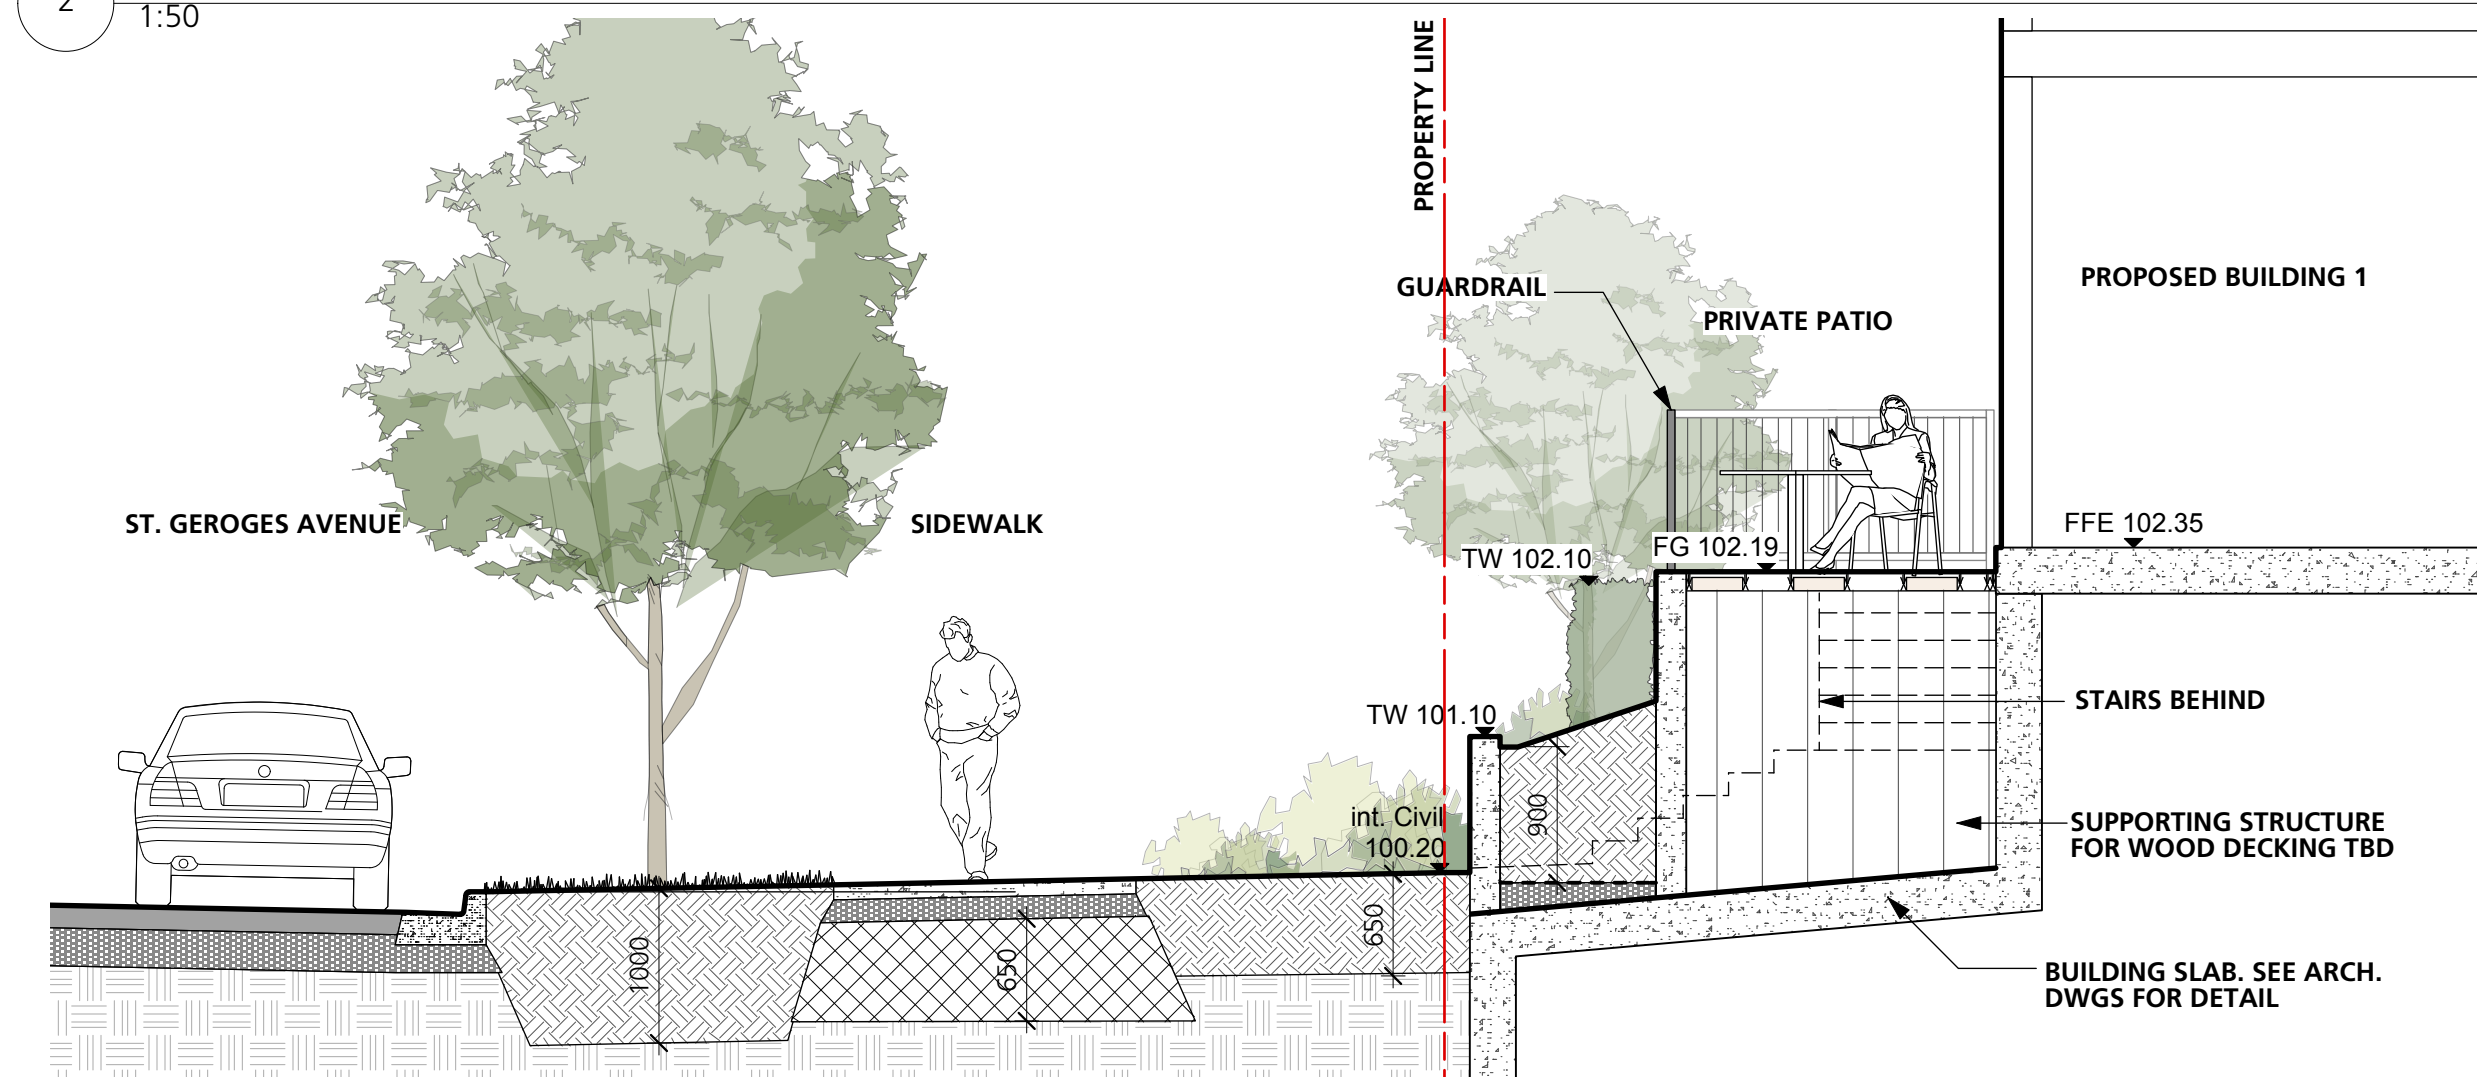 2
1:50
PROPERTY LINE
GUARDRAIL
PRIVATE PATIO
PROPOSED BUILDING 1
ST. GEROGES AVENUE
SIDEWALK
TW 102.10
FG 102.19
FFE 102.35
TW 101.10
STAIRS BEHIND
int. Civil
100.20
900
SUPPORTING STRUCTURE
FOR WOOD DECKING TBD
1000
650
650
BUILDING SLAB. SEE ARCH.
DWGS FOR DETAIL